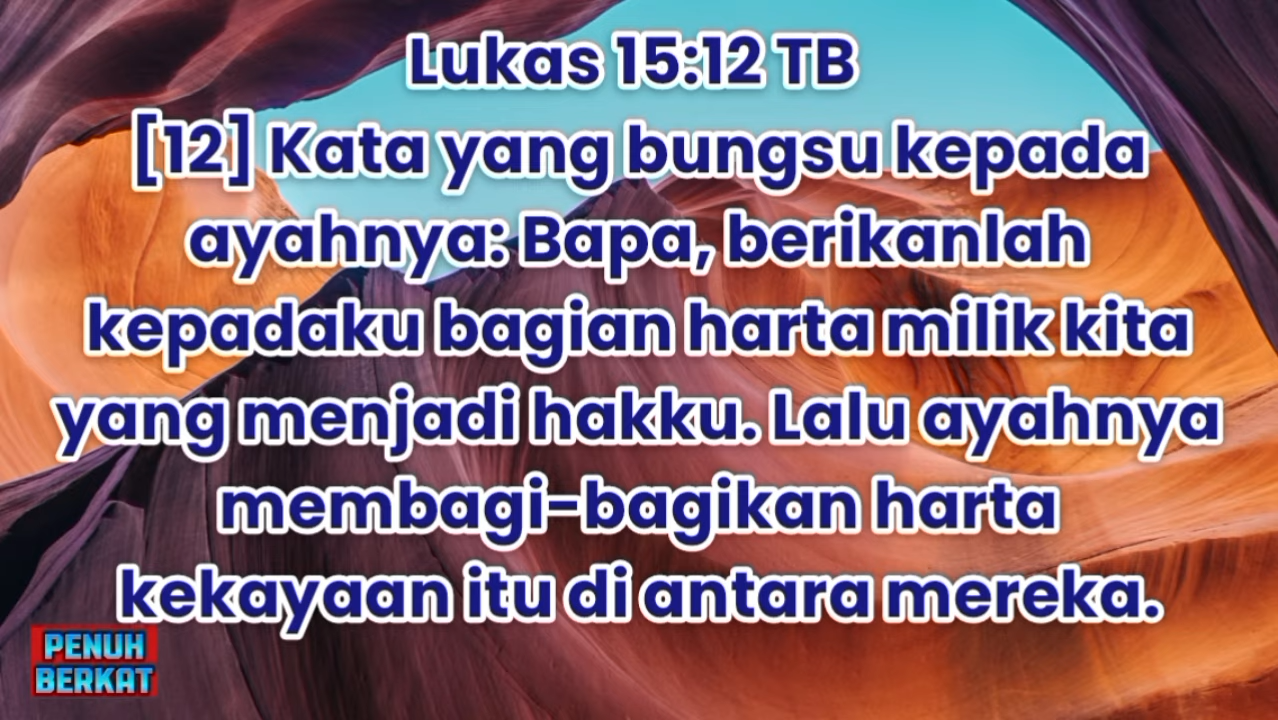 Lukas 15:12 TB
[12] Kata yang bungsu kepada
ayahnya: Bapa, berikanlah
kepadaku bagian harta milik kita
yang menjadi hakku. Lalu ayahnya
membagi-bagikan harta
kekayaan itu di antara mereka.
PENUH
BERKAT